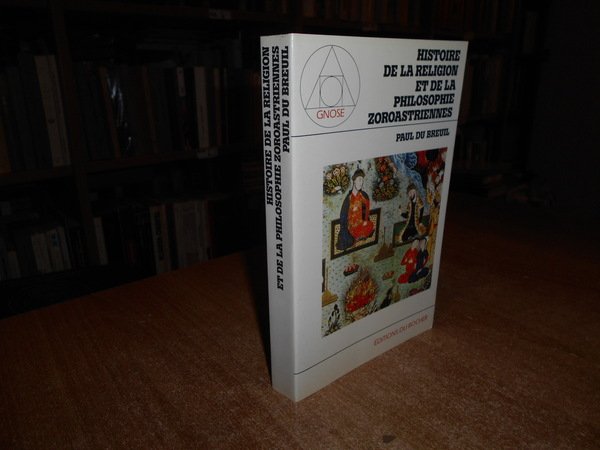 HISTOIRE DE LA RELIGION
ET DE LA PHILOSOPHIE ZOROASTRIENNES
PAUL DU BREUIL
GNOSE
HISTOIRE
DE LA RELIGION
ET DE LA
PHILOSOPHIE
ZOROASTRIENNES
PAUL DU BREUIL
EDITIONS DU ROCHER